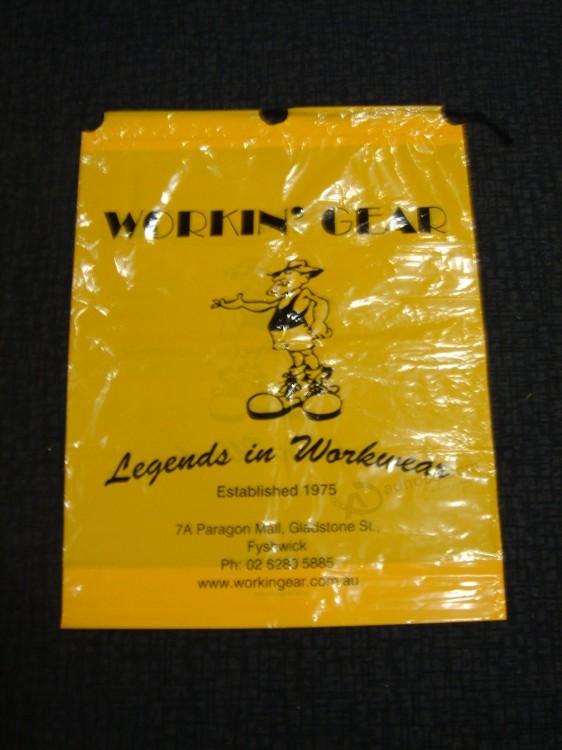 WORKIN' GEAR
Legends in Workwear
Established 1975
7A Paragon Mall, Gladstone St.,
Fyshwick
Ph: 02 6280 5885
www.workingear.com.au